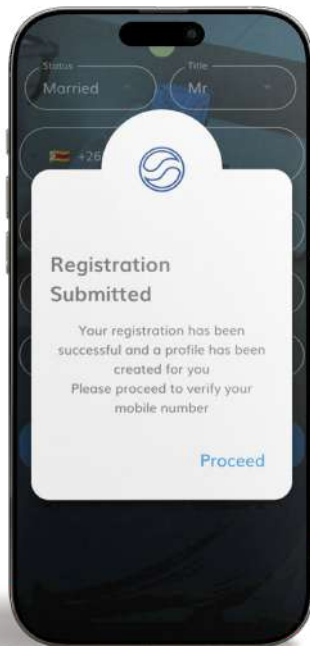 Status
Title
Married
Mr
+26
Registration
Submitted
Your registration has been
successful and a profile has been
created for you
Please proceed to verify your
mobile number
Proceed